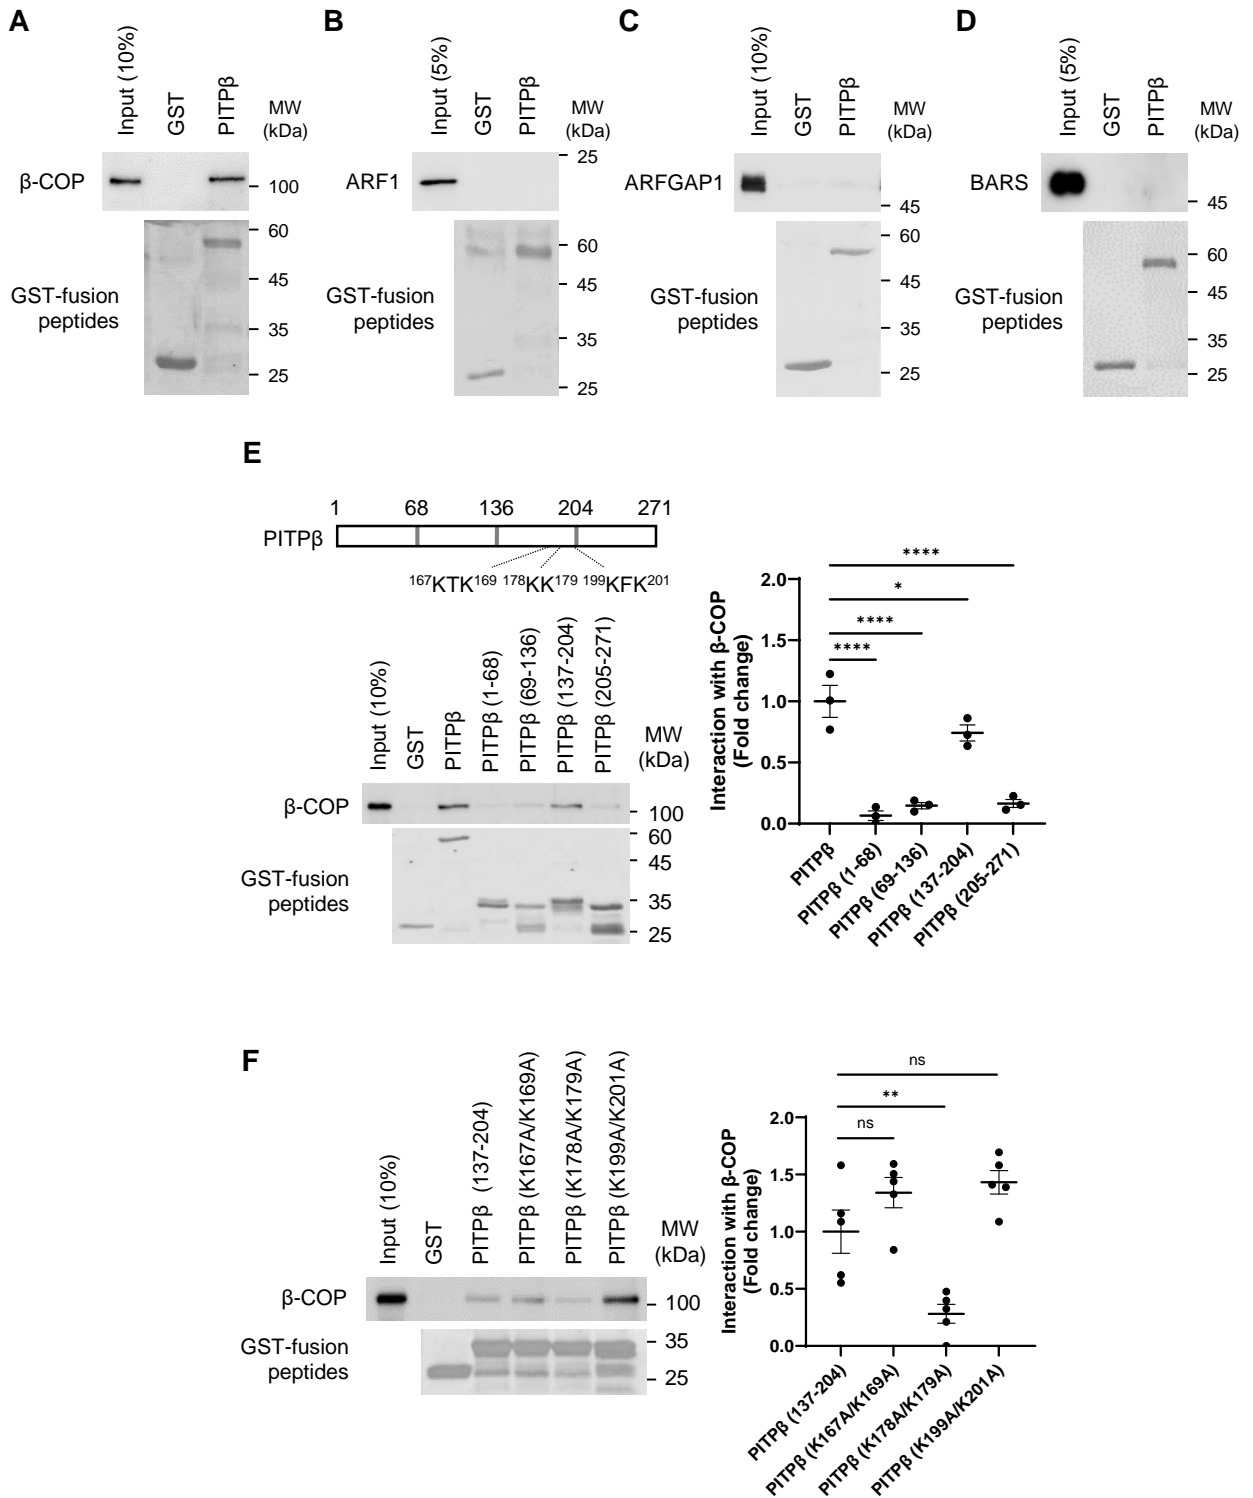 A
Input (10%)
GST
PITPβ
MW
(kDa)
β-COP
100
60
45
35
25
GST-fusion
peptides
B
Input (5%)
GST
PITPβ
MW
(kDa)
25
ARF1
60
45
35
25
GST-fusion
peptides
C
Input (10%)
GST
PITPβ
MW
(kDa)
ARFGAP1
45
60
45
35
25
GST-fusion
peptides
D
Input (5%)
GST
PITPβ
MW
(kDa)
BARS
45
60
45
35
25
GST-fusion
peptides
E
1 68 136 204 271
PITPβ
167KTK169 178KK179 199KFK201
Input (10%)
GST
PITPβ
PITPβ (1-68)
PITPβ (69-136)
PITPβ (137-204)
PITPβ (205-271)
MW
(kDa)
β-COP
100
60
45
35
25
GST-fusion
peptides
****
*
****
****
Interaction with β-COP
(Fold change)
2.0
1.5
1.0
0.5
0.0
PITPβ
PITPβ (1-68)
PITPβ (69-136)
PITPβ (137-204)
PITPβ (205-271)
F
Input (10%)
GST
PITPβ (137-204)
PITPβ (K167A/K169A)
PITPβ (K178A/K179A)
PITPβ (K199A/K201A)
MW
(kDa)
β-COP
100
35
25
GST-fusion
peptides
ns
**
ns
Interaction with β-COP
(Fold change)
2.0
1.5
1.0
0.5
0.0
PITPβ (137-204)
PITPβ (K167A/K169A)
PITPβ (K178A/K179A)
PITPβ (K199A/K201A)